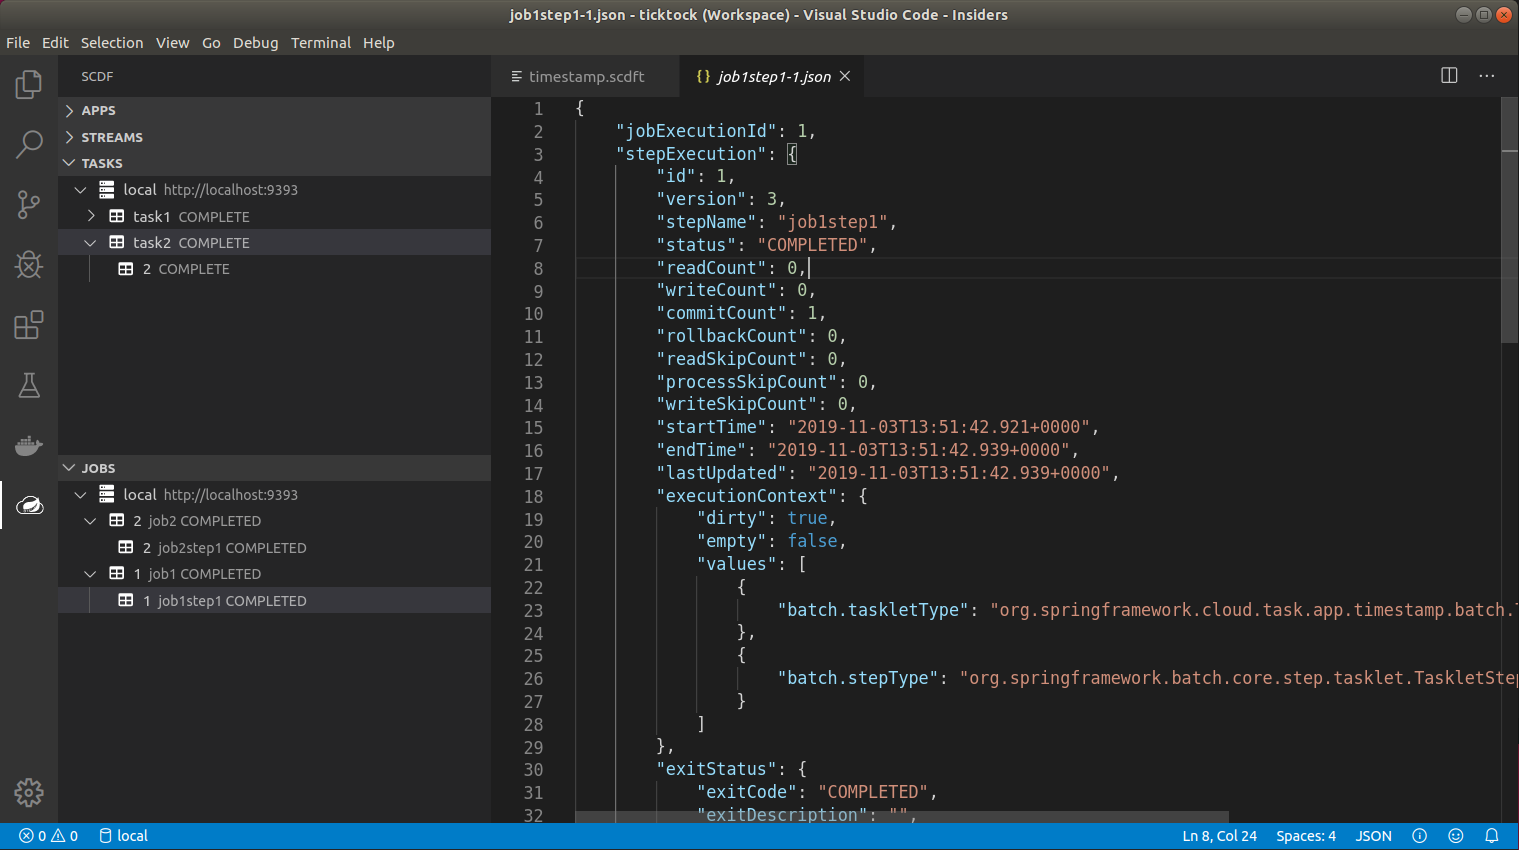 job1step1-1.json - ticktock (Workspace) - Visual Studio Code - Insiders
File Edit Selection View Go Debug Terminal Help
SCDF
APPS
STREAMS
TASKS
local http://localhost:9393
task1 COMPLETE
task2 COMPLETE
2 COMPLETE
JOBS
local http://localhost:9393
2 job2 COMPLETED
2 job2step1 COMPLETED
1 job1 COMPLETED
1 job1step1 COMPLETED
timestamp.scdft
{} job1step1-1.json
1 {
2 "jobExecutionId": 1,
3 "stepExecution": {
4 "id": 1,
5 "version": 3,
6 "stepName": "job1step1",
7 "status": "COMPLETED",
8 "readCount": 0,
9 "writeCount": 0,
10 "commitCount": 1,
11 "rollbackCount": 0,
12 "readSkipCount": 0,
13 "processSkipCount": 0,
14 "writeSkipCount": 0,
15 "startTime": "2019-11-03T13:51:42.921+0000",
16 "endTime": "2019-11-03T13:51:42.939+0000",
17 "lastUpdated": "2019-11-03T13:51:42.939+0000",
18 "executionContext": {
19 "dirty": true,
20 "empty": false,
21 "values": [
22 {
23 "batch.taskletType": "org.springframework.cloud.task.app.timestamp.batch.
24 },
25 {
26 "batch.stepType": "org.springframework.batch.core.step.tasklet.TaskletStep
27 }
28 ]
29 },
30 "exitStatus": {
31 "exitCode": "COMPLETED",
32 "exitDescription": "",
0 0 local
Ln 8, Col 24 Spaces: 4 JSON